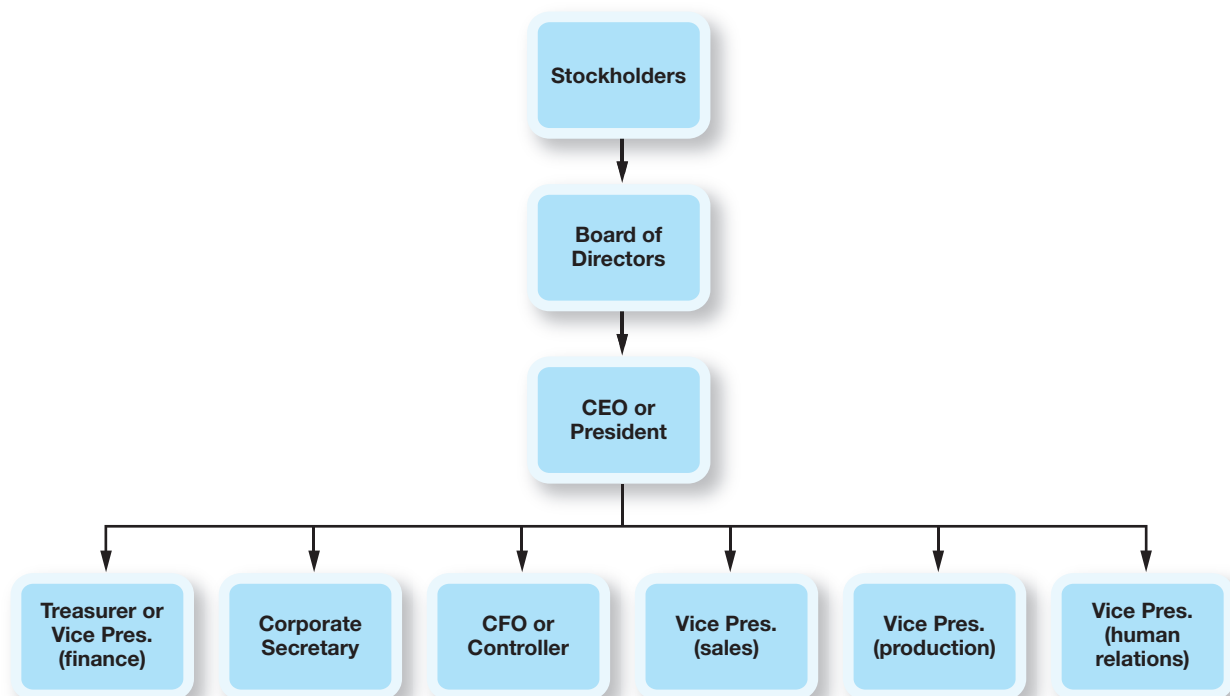 Stockholders
Board of
Directors
CEO or
President
Treasurer or
Vice Pres.
(finance)
Corporate
Secretary
CFO or
Controller
Vice Pres.
(sales)
Vice Pres.
(production)
Vice Pres.
(human
relations)